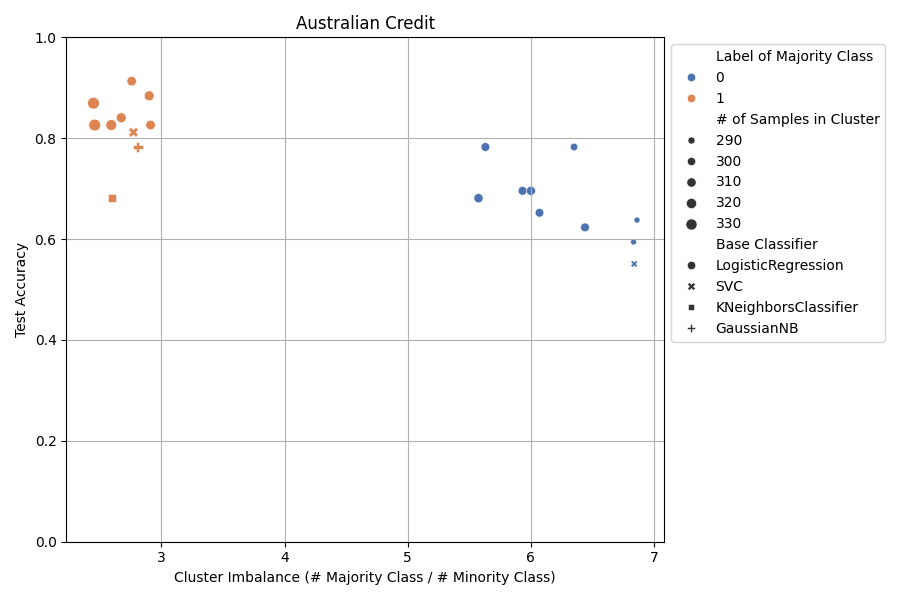 Australian Credit
1.0
0.8
0.6
0.4
0.2
0.0
Test Accuracy
3
4
5
6
7
Cluster Imbalance (# Majority Class / # Minority Class)
Label of Majority Class
0
1
# of Samples in Cluster
290
300
310
320
330
Base Classifier
LogisticRegression
SVC
KNeighborsClassifier
GaussianNB